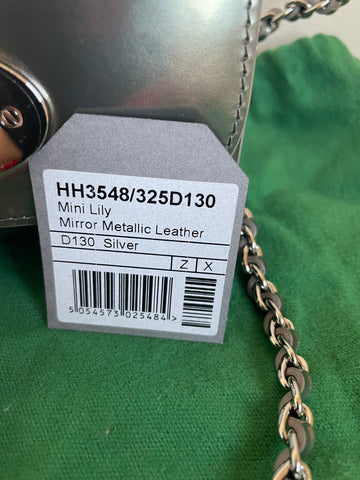 HH3548/325D130
Mini Lily
Mirror Metallic Leather
D130 Silver
Z X
5 054573 025484 >